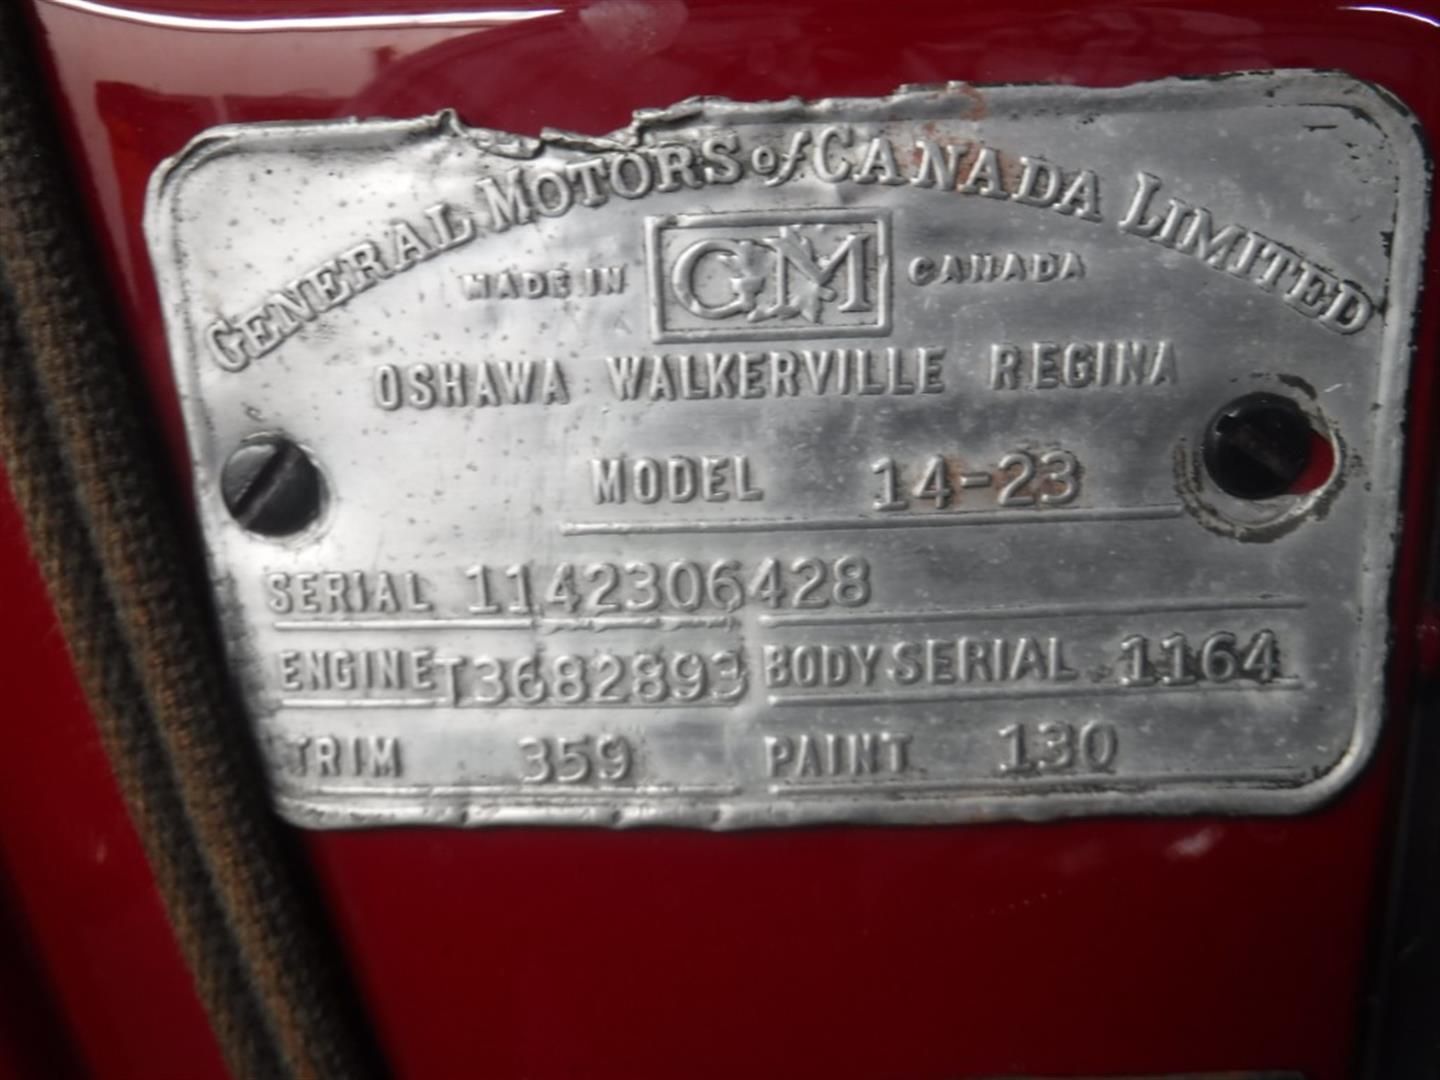 GENERAL MOTORS of CANADA LIMITED
MADE IN GM CANADA
OSHAWA WALKERVILLE REGINA
MODEL 14-23
SERIAL 1142306428
ENGINE T3682893 BODY SERIAL 1164
TRIM 359 PAINT 130